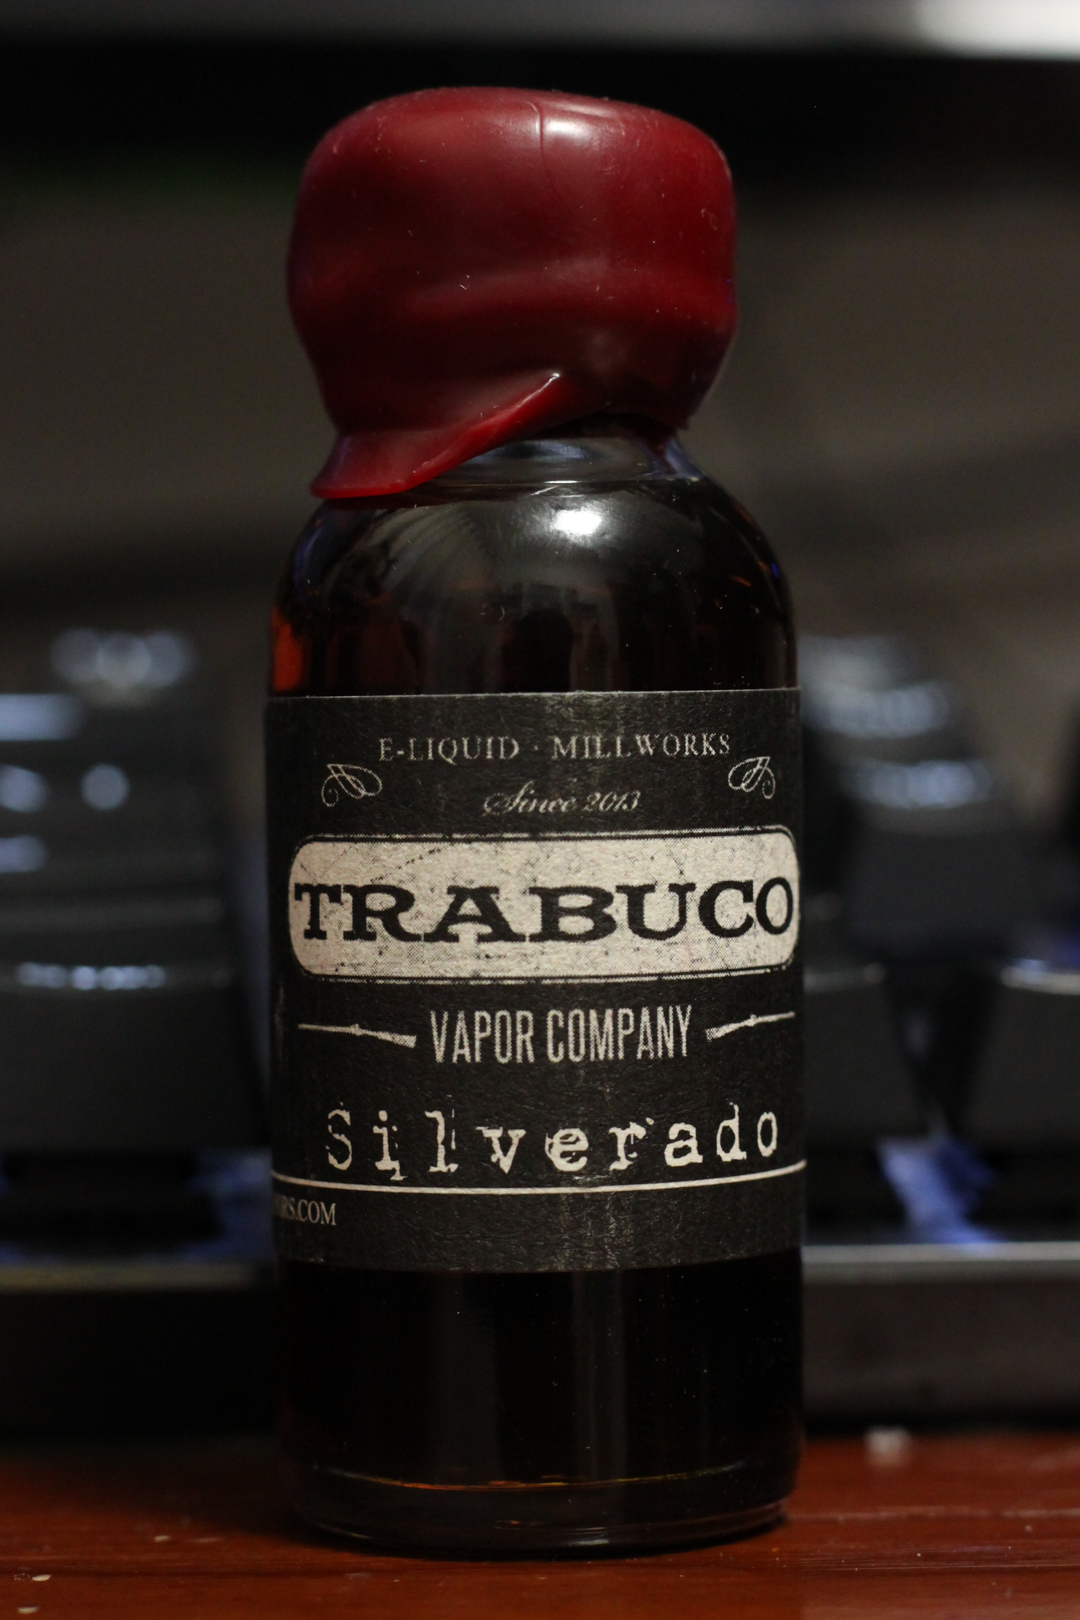 E-LIQUID · MILLWORKS
Since 2013
TRABUCO
VAPOR COMPANY
Silverado